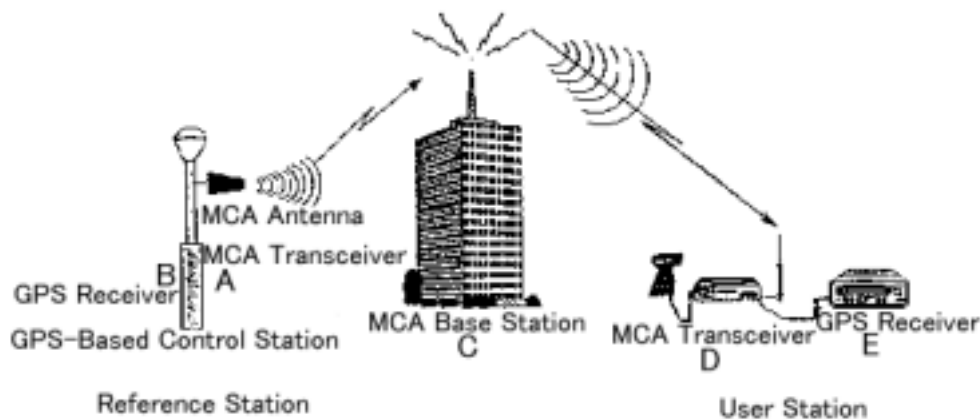 MCA Antenna
MCA Transceiver
B
A
GPS Receiver
GPS-Based Control Station
Reference Station
MCA Base Station
C
MCA Transceiver
D
GPS Receiver
E
User Station